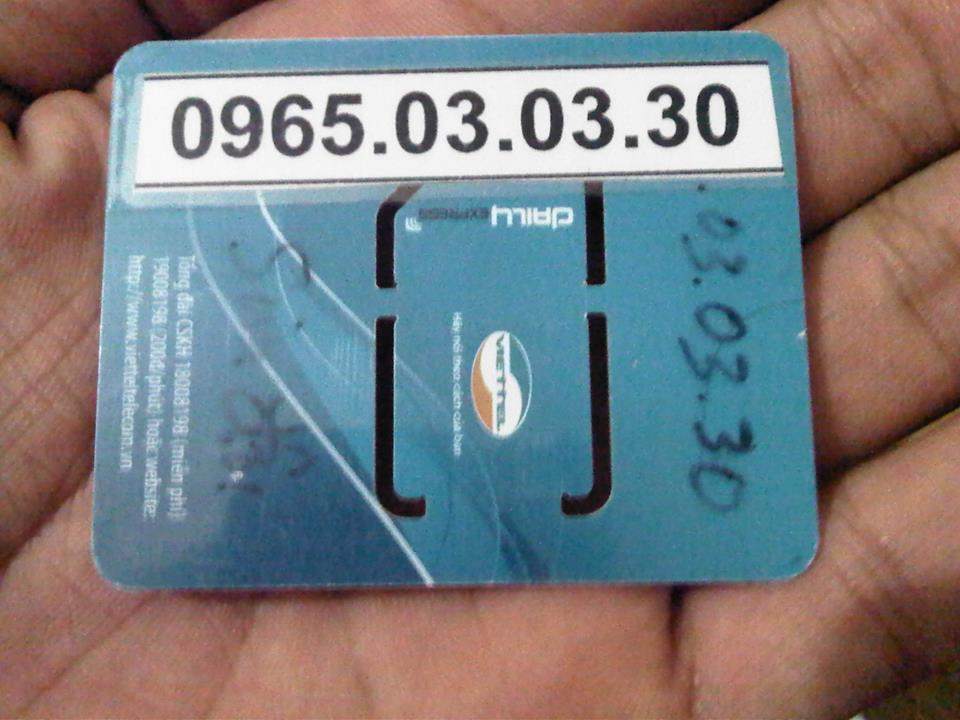 0965.03.03.30
DAILY
EXPRESS
.03.03.30
viettel
Hãy nói theo cách của bạn
Tổng đài CSKH 18008198 (miễn phí)
19008198 (200đ/phút) hoặc website:
http://www.vietteltelecom.vn